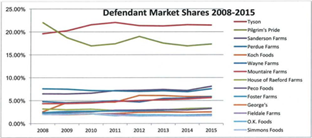 Defendant Market Shares 2008-2015
25.00%
20.00%
15.00%
10.00%
5.00%
0.00%
2008 2009 2010 2011 2012 2013 2014 2015
Tyson
Pilgrim's Pride
Sanderson Farms
Perdue Farms
Koch Foods
Wayne Farms
Mountaire Farms
House of Raeford Farms
Peco Foods
Foster Farms
George's
Fieldale Farms
O.K. Foods
Simmons Foods